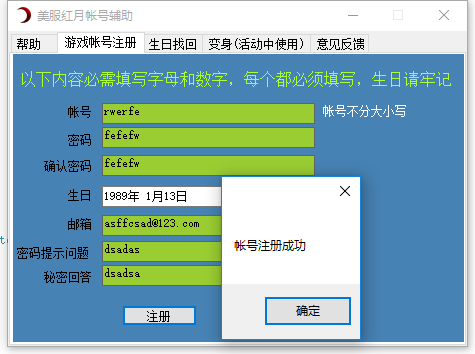 美服红月帐号辅助
帮助 游戏帐号注册 生日找回 变身(活动中使用) 意见反馈
以下内容必需填写字母和数字，每个都必须填写，生日请牢记
帐号 rwerfe 帐号不分大小写
密码 fefefw
确认密码 fefefw
生日 1989年 1月13日
邮箱 asffcsad@123.com
密码提示问题 dsadas
秘密回答 dsadsa
注册
帐号注册成功
确定